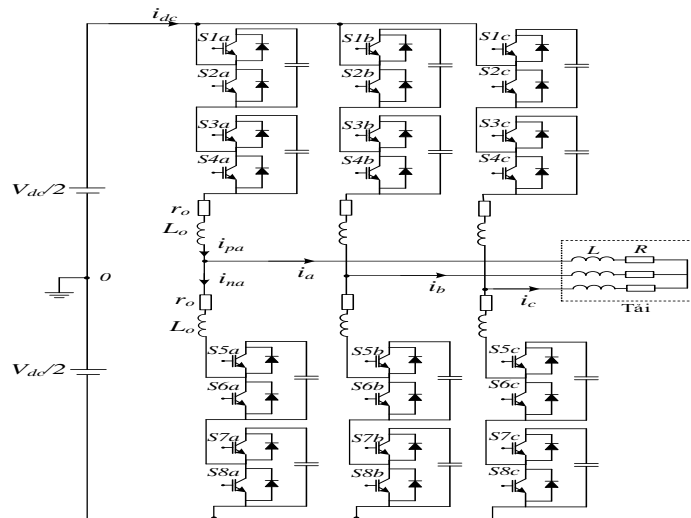 i_dc
S1a S1b S1c
S2a S2b S2c
S3a S3b S3c
S4a S4b S4c
V_dc/2
r_o
L_o
i_pa
L R
i_a
0
i_na
i_b
i_c
r_o
Tải
L_o
V_dc/2
S5a S5b S5c
S6a S6b S6c
S7a S7b S7c
S8a S8b S8c